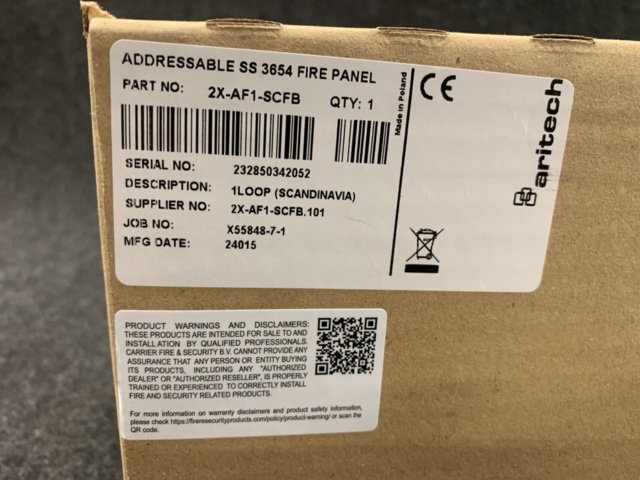 ADDRESSABLE SS 3654 FIRE PANEL
PART NO: 2X-AF1-SCFB QTY: 1
SERIAL NO: 232850342052
DESCRIPTION: 1LOOP (SCANDINAVIA)
SUPPLIER NO: 2X-AF1-SCFB.101
JOB NO: X55848-7-1
MFG DATE: 24015
Made in Poland
CE
aritech
PRODUCT WARNINGS AND DISCLAIMERS:
THESE PRODUCTS ARE INTENDED FOR SALE TO AND
INSTALLATION BY QUALIFIED PROFESSIONALS.
CARRIER FIRE & SECURITY B.V. CANNOT PROVIDE ANY
ASSURANCE THAT ANY PERSON OR ENTITY BUYING
ITS PRODUCTS, INCLUDING ANY "AUTHORIZED
DEALER" OR "AUTHORIZED RESELLER", IS PROPERLY
TRAINED OR EXPERIENCED TO CORRECTLY INSTALL
FIRE AND SECURITY RELATED PRODUCTS.
For more information on warranty disclaimers and product safety information,
please check https://firesecurityproducts.com/policy/product-warning/ or scan the
QR code.